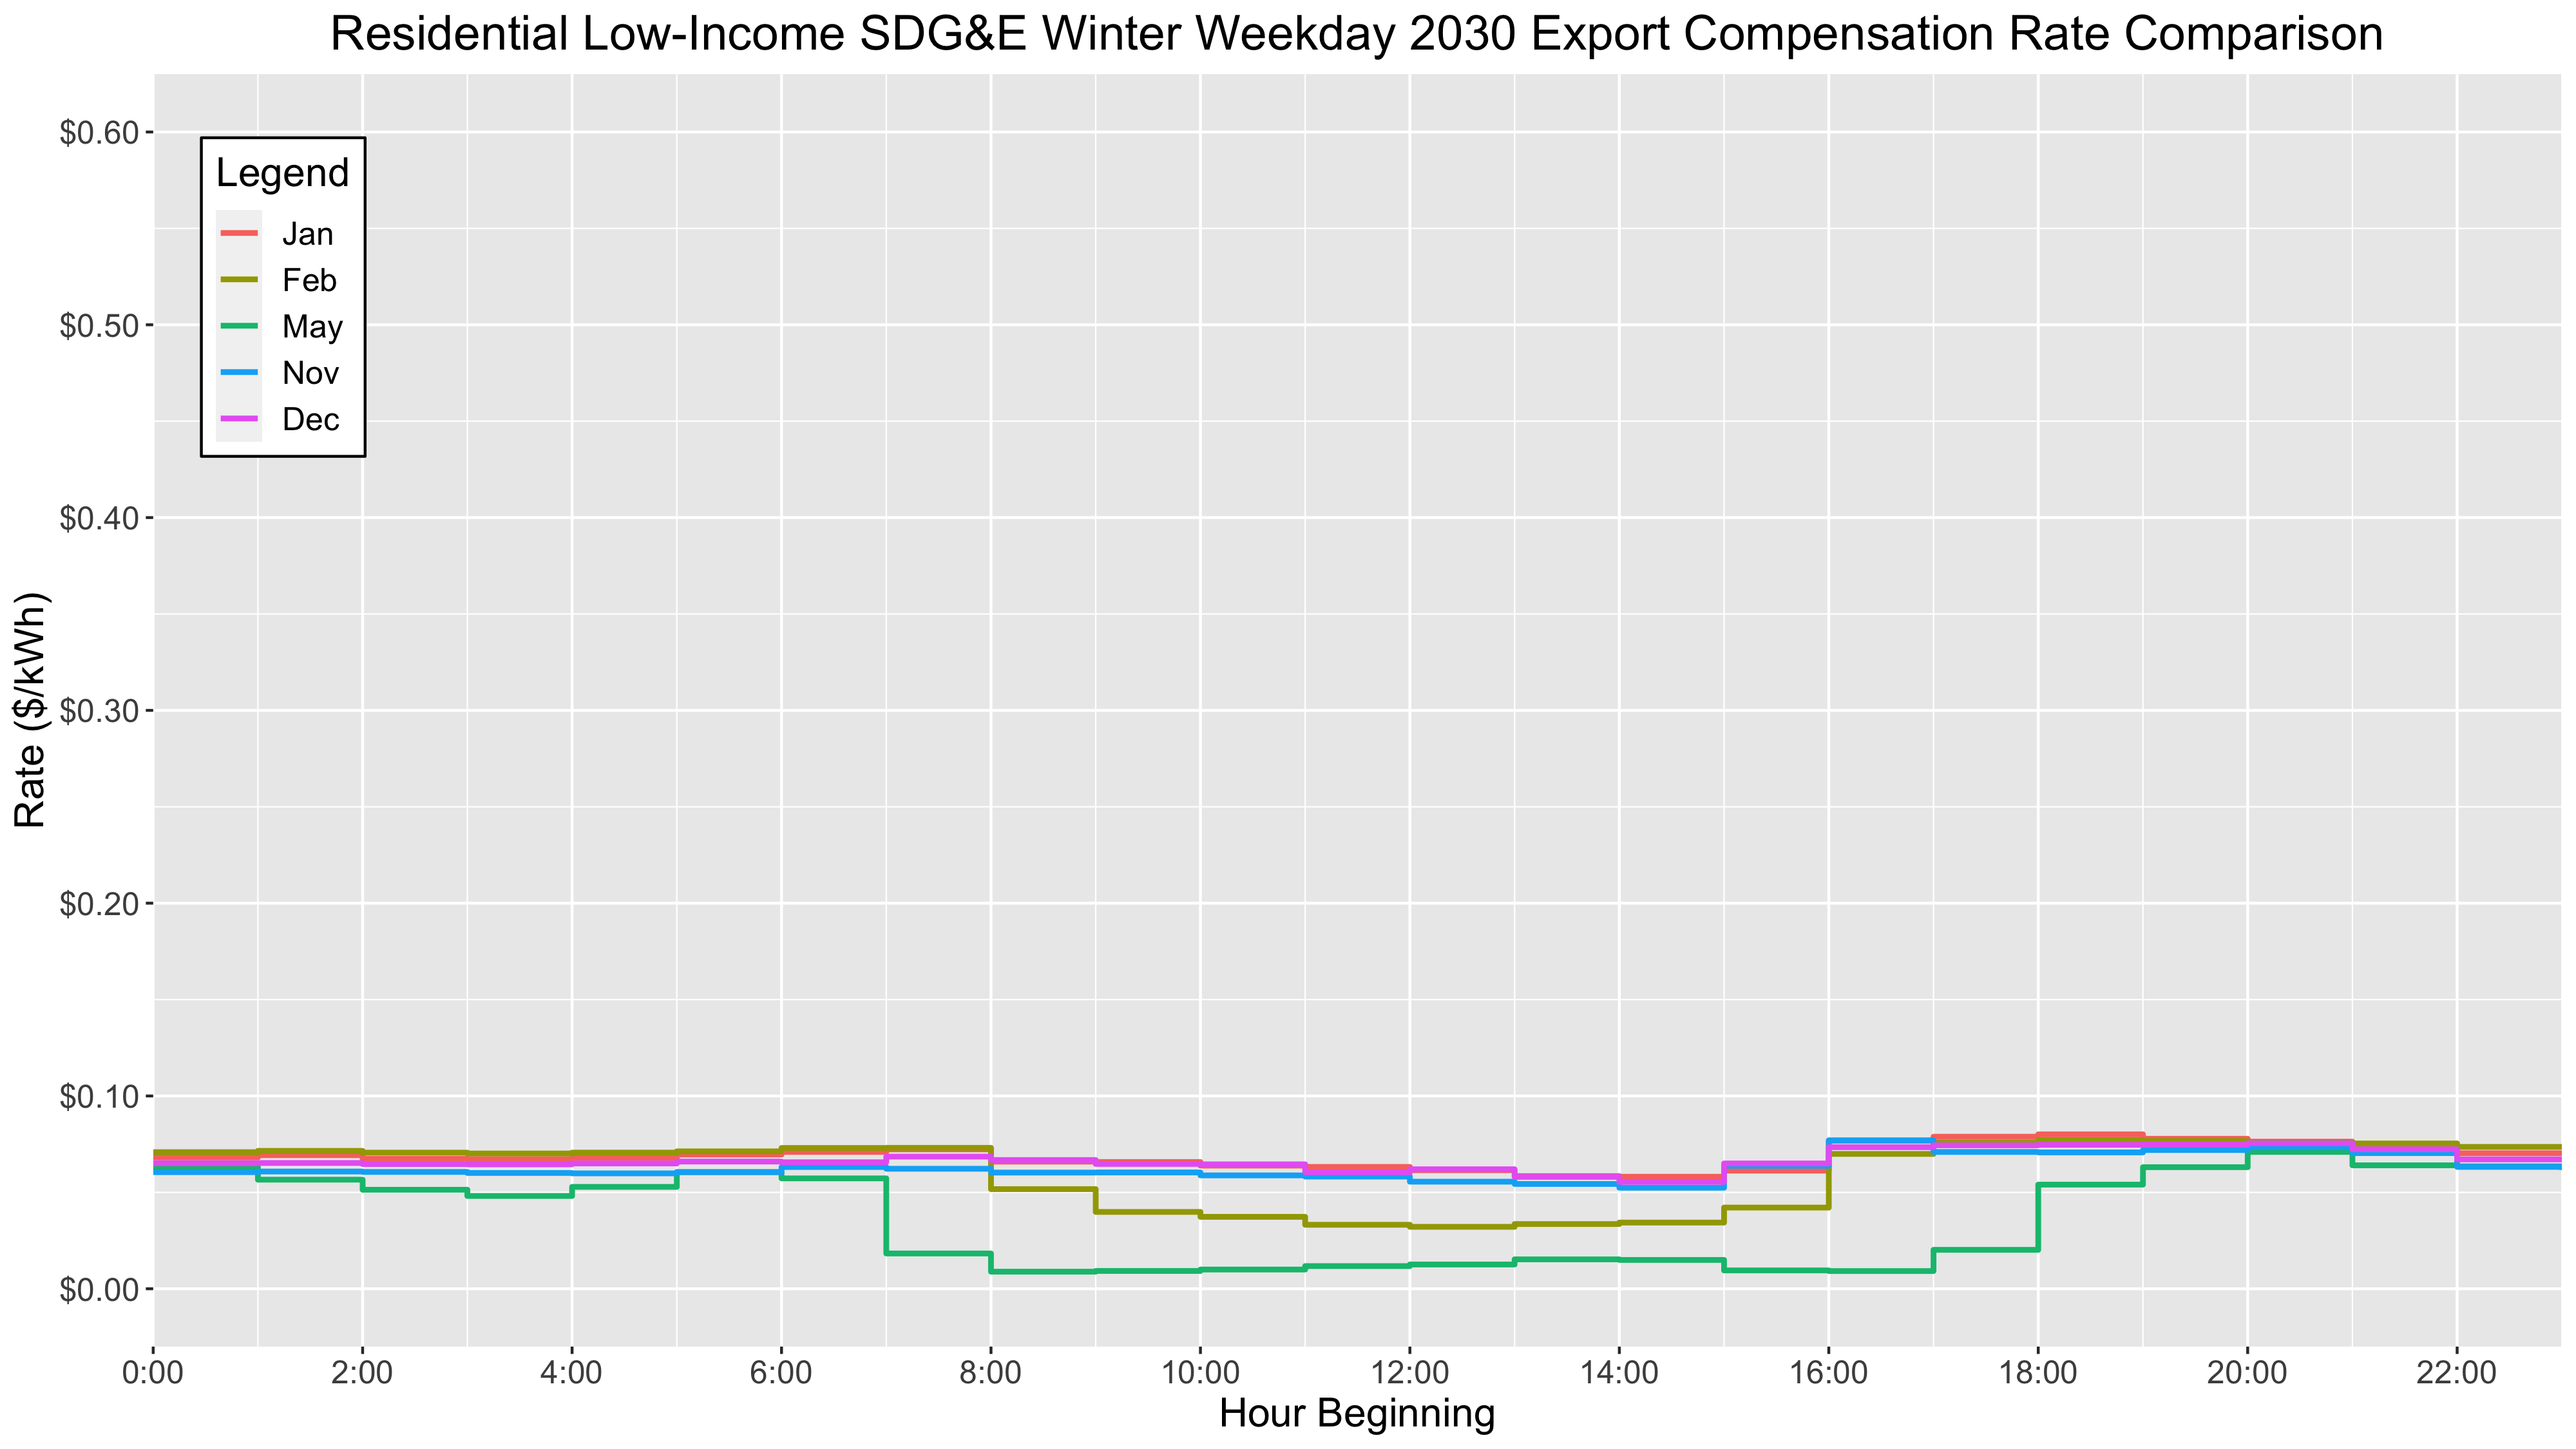 Residential Low-Income SDG&E Winter Weekday 2030 Export Compensation Rate Comparison
$0.60
$0.50
$0.40
$0.30
$0.20
$0.10
$0.00
Rate ($/kWh)
Legend
Jan
Feb
May
Nov
Dec
0:00 2:00 4:00 6:00 8:00 10:00 12:00 14:00 16:00 18:00 20:00 22:00
Hour Beginning